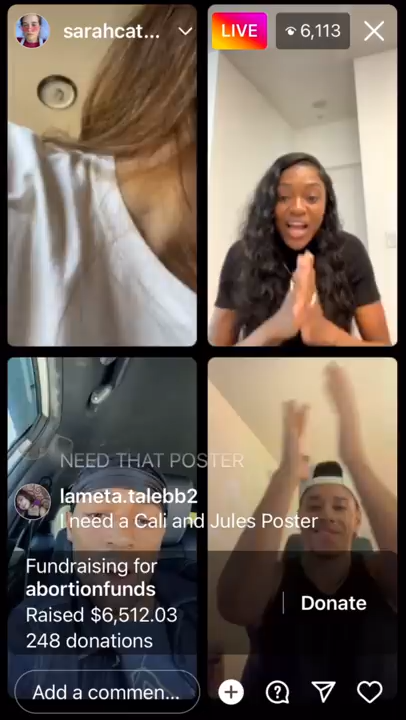 sarahcat...
LIVE
6,113
NEED THAT POSTER
lameta.talebb2
I need a Cali and Jules Poster
Fundraising for
abortionfunds
Raised $6,512.03
248 donations
Donate
Add a commen...